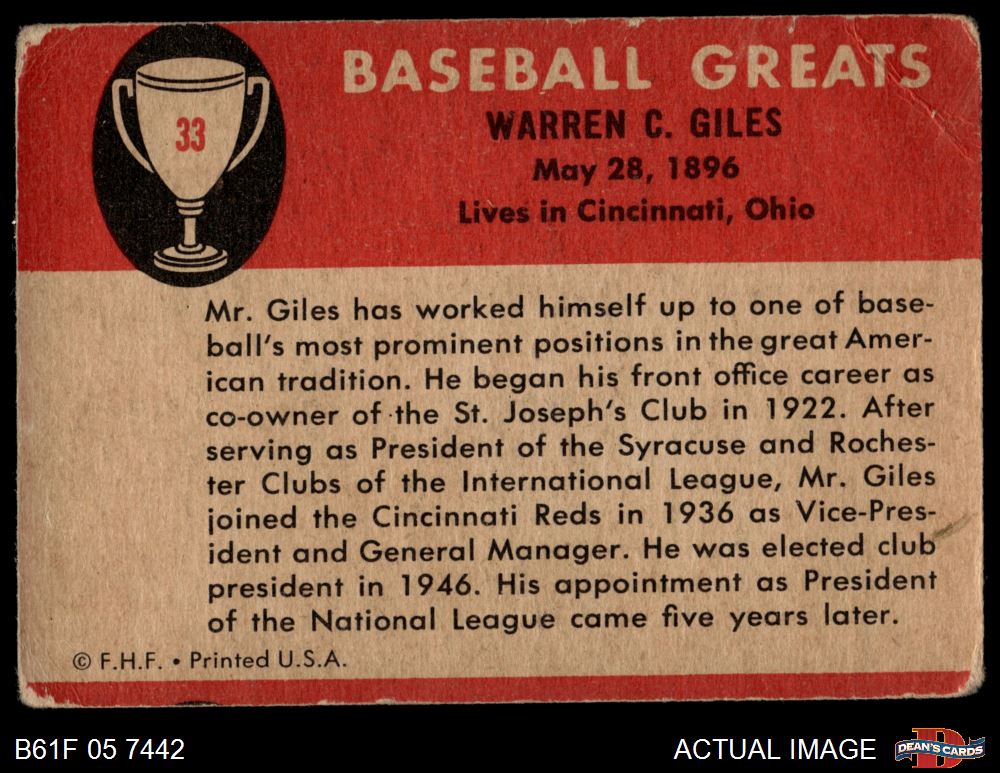 33
BASEBALL GREATS
WARREN C. GILES
May 28, 1896
Lives in Cincinnati, Ohio
Mr. Giles has worked himself up to one of base-
ball's most prominent positions in the great Amer-
ican tradition. He began his front office career as
co-owner of the St. Joseph's Club in 1922. After
serving as President of the Syracuse and Roches-
ter Clubs of the International League, Mr. Giles
joined the Cincinnati Reds in 1936 as Vice-Pres-
ident and General Manager. He was elected club
president in 1946. His appointment as President
of the National League came five years later.
© F.H.F. • Printed U.S.A.
B61F 05 7442
ACTUAL IMAGE
D
DEAN'S CARDS